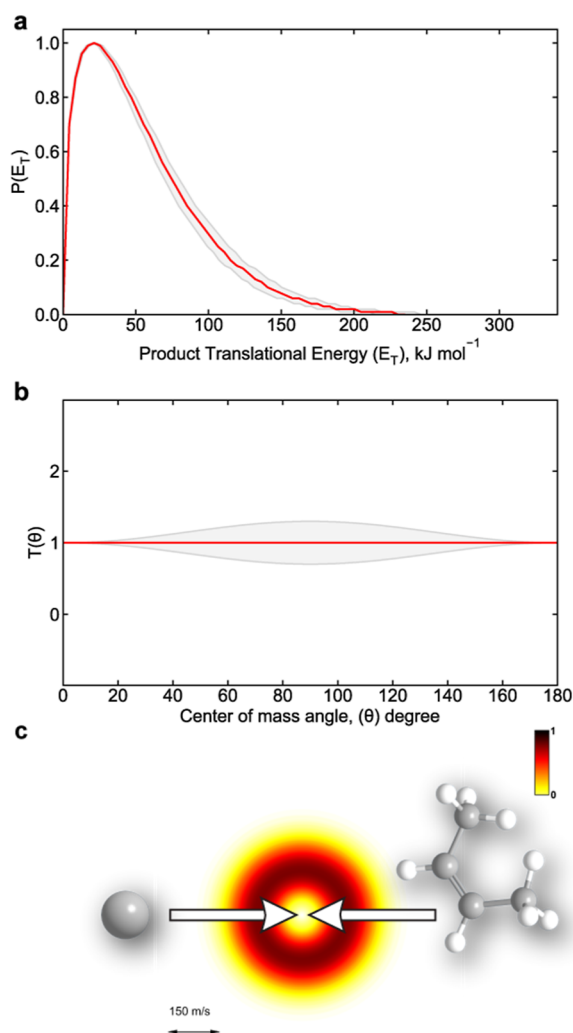 a
1.0
0.8
0.6
0.4
0.2
0.0
P(E_T)
0 50 100 150 200 250 300
Product Translational Energy (E_T), kJ mol⁻¹
b
2
1
0
T(θ)
0 20 40 60 80 100 120 140 160 180
Center of mass angle, (θ) degree
c
1
0
150 m/s